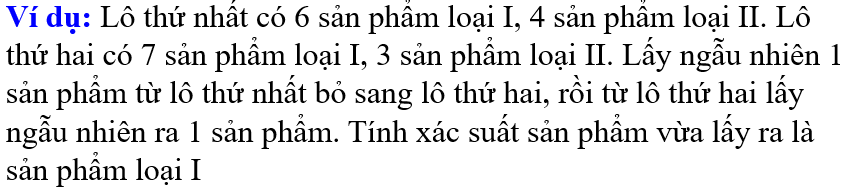 Ví dụ: Lô thứ nhất có 6 sản phẩm loại I, 4 sản phẩm loại II. Lô
thứ hai có 7 sản phẩm loại I, 3 sản phẩm loại II. Lấy ngẫu nhiên 1
sản phẩm từ lô thứ nhất bỏ sang lô thứ hai, rồi từ lô thứ hai lấy
ngẫu nhiên ra 1 sản phẩm. Tính xác suất sản phẩm vừa lấy ra là
sản phẩm loại I